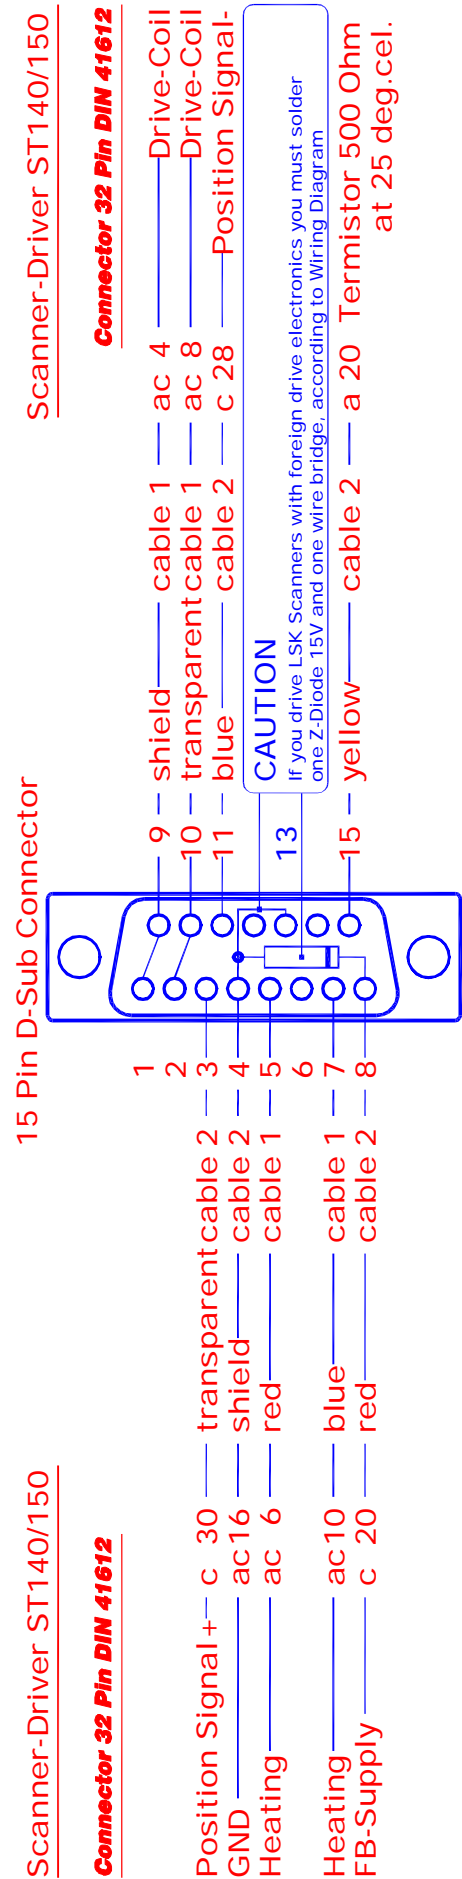 15 Pin D-Sub Connector
Scanner-Driver ST140/150
Scanner-Driver ST140/150
Connector 32 Pin DIN 41612
Connector 32 Pin DIN 41612
1
9 shield cable 1 ac 4 Drive-Coil
2
10 transparent cable 1 ac 8 Drive-Coil
Position Signal + c 30 transparent cable 2 3
11 blue cable 2 c 28 Position Signal-
GND ac 16 shield cable 2 4
CAUTION
Heating ac 6 red cable 1 5
13
If you drive LSK Scanners with foreign drive electronics you must solder
one Z-Diode 15V and one wire bridge, according to Wiring Diagram
6
Heating ac 10 blue cable 1 7
15 yellow cable 2 a 20 Termistor 500 Ohm
at 25 deg.cel.
FB-Supply c 20 red cable 2 8